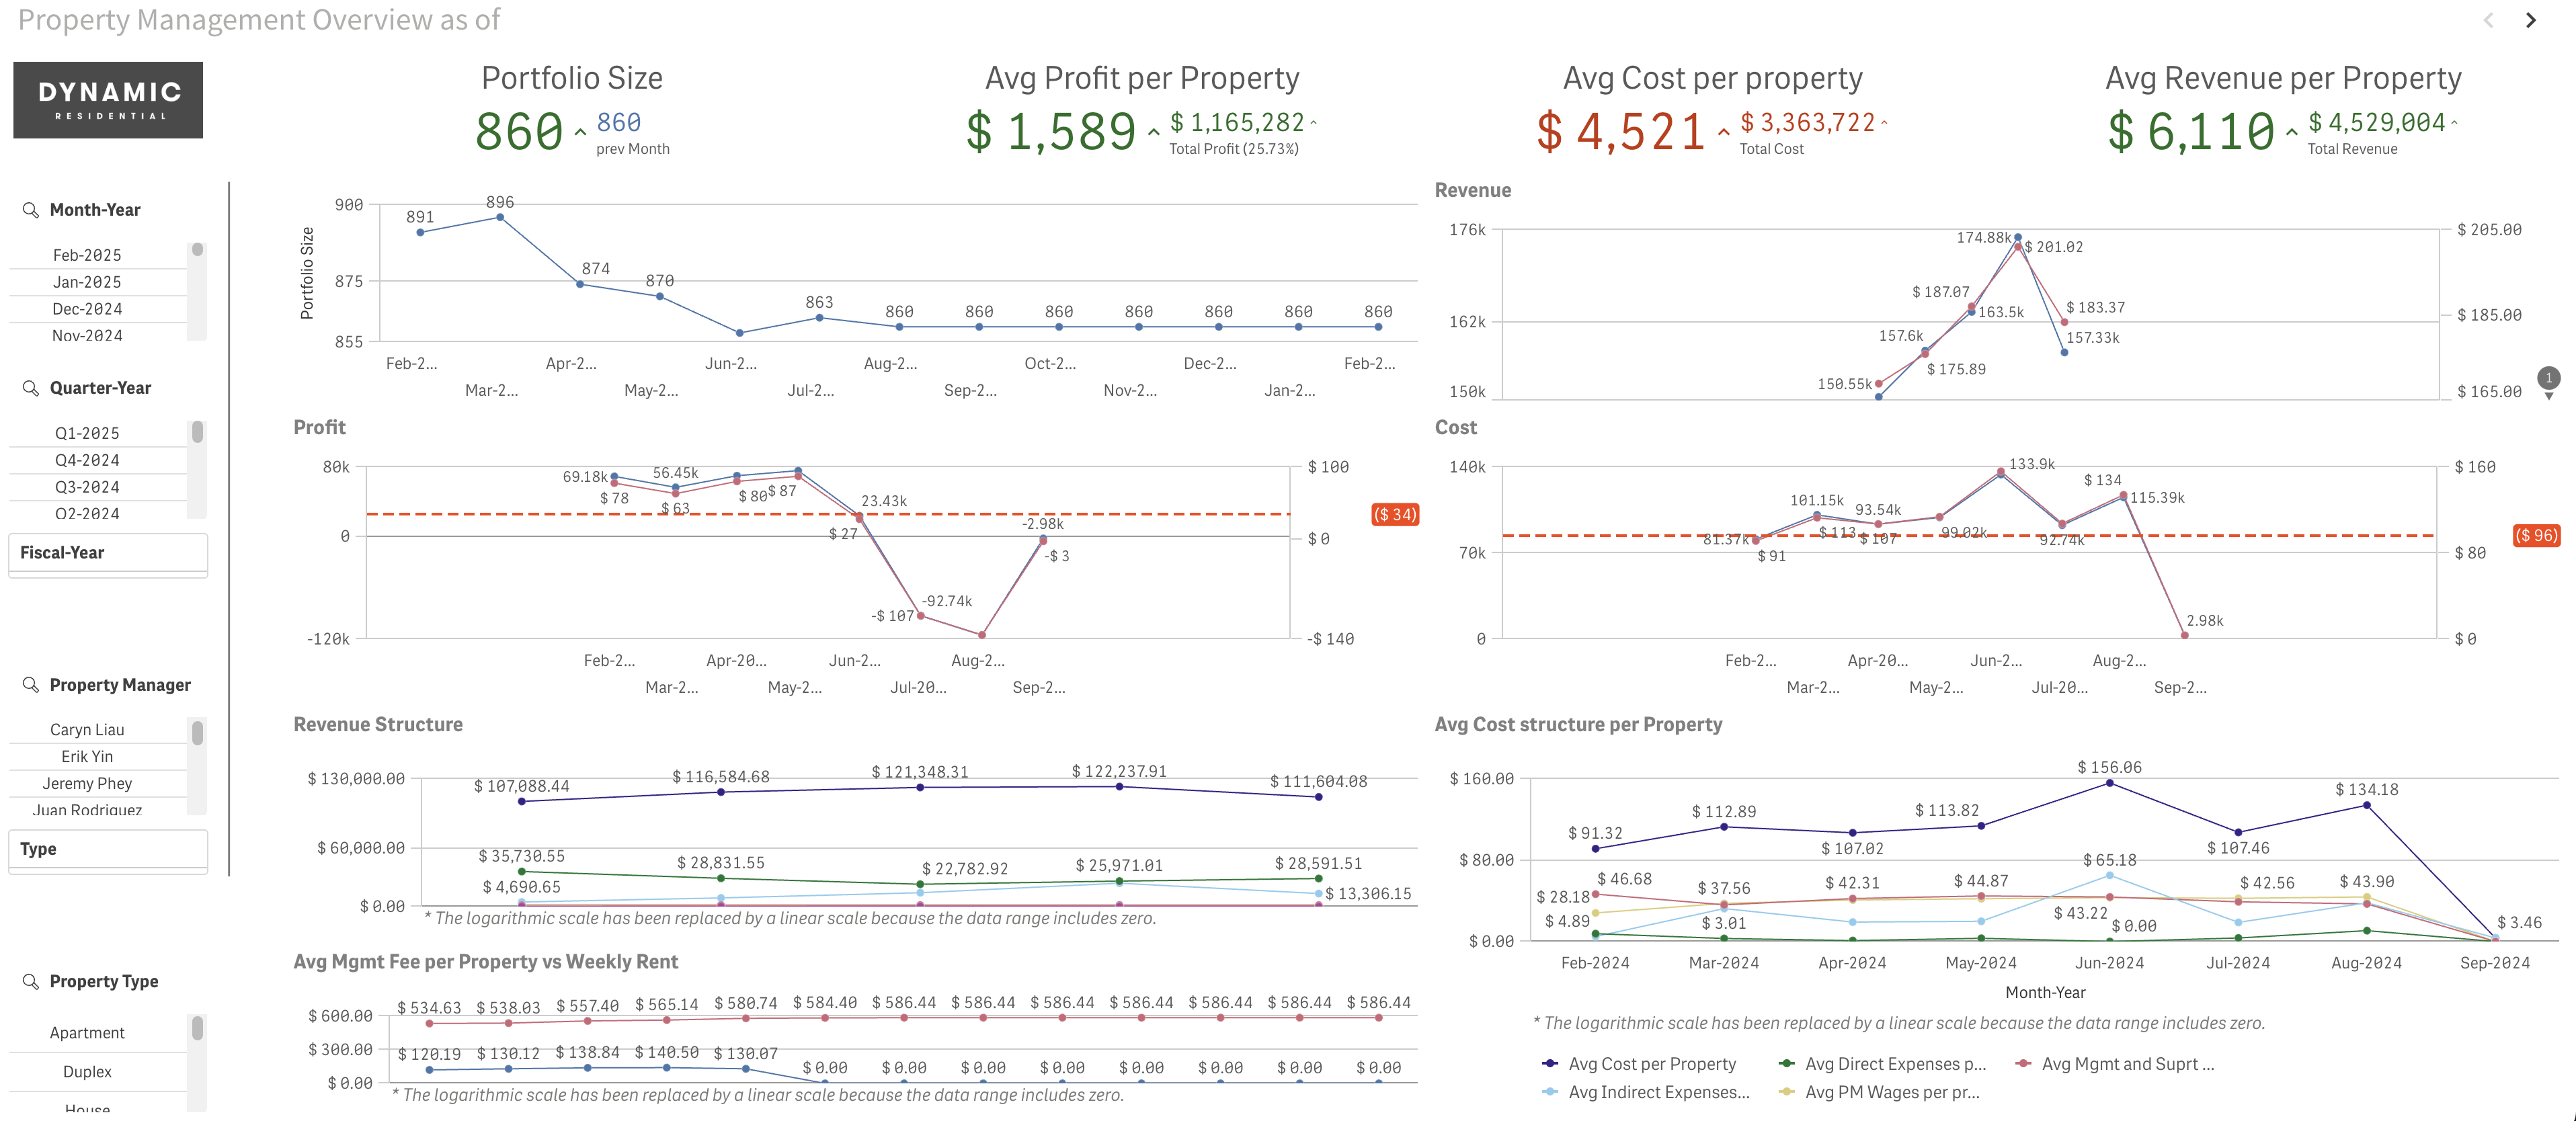 Property Management Overview as of
DYNAMIC
RESIDENTIAL
Portfolio Size
860 860
prev Month
Avg Profit per Property
$ 1,589 $ 1,165,282
Total Profit (25.73%)
Avg Cost per property
$ 4,521 $ 3,363,722
Total Cost
Avg Revenue per Property
$ 6,110 $ 4,529,004
Total Revenue
Month-Year
Feb-2025
Jan-2025
Dec-2024
Nov-2024
Quarter-Year
Q1-2025
Q4-2024
Q3-2024
Q2-2024
Fiscal-Year
Property Manager
Caryn Liau
Erik Yin
Jeremy Phey
Juan Rodriguez
Type
Property Type
Apartment
Duplex
House
Portfolio Size
900
875
855
891 896 874 870 863 860 860 860 860 860 860 860
Feb-2... Apr-2... Jun-2... Aug-2... Oct-2... Dec-2... Feb-2...
Mar-2... May-2... Jul-2... Sep-2... Nov-2... Jan-2...
Revenue
176k
162k
150k
174.88k $ 201.02
$ 187.07 163.5k
157.6k $ 175.89
150.55k
$ 183.37
157.33k
$ 205.00
$ 185.00
$ 165.00
1
Profit
80k
0
-120k
69.18k 56.45k 23.43k -2.98k
$ 78 $ 63 $ 80 $ 87 $ 27 -$ 3
-$ 107 -92.74k
$ 100
$ 0
-$ 140
($ 34)
Feb-2... Apr-20... Jun-2... Aug-2...
Mar-2... May-2... Jul-20... Sep-2...
Cost
140k
70k
0
81.37k 101.15k 93.54k 99.02k 133.9k 92.74k 115.39k 2.98k
$ 91 $ 113 $ 107 $ 134
$ 160
$ 80
$ 0
($ 96)
Feb-2... Apr-20... Jun-2... Aug-2...
Mar-2... May-2... Jul-20... Sep-2...
Revenue Structure
$ 130,000.00
$ 60,000.00
$ 0.00
$ 107,088.44 $ 116,584.68 $ 121,348.31 $ 122,237.91 $ 111,604.08
$ 35,730.55 $ 28,831.55 $ 22,782.92 $ 25,971.01 $ 28,591.51
$ 4,690.65 $ 13,306.15
* The logarithmic scale has been replaced by a linear scale because the data range includes zero.
Avg Cost structure per Property
$ 160.00
$ 80.00
$ 0.00
$ 91.32 $ 112.89 $ 107.02 $ 113.82 $ 156.06 $ 107.46 $ 134.18
$ 46.68 $ 37.56 $ 42.31 $ 44.87 $ 65.18 $ 42.56 $ 43.90
$ 28.18 $ 43.22
$ 4.89 $ 3.01 $ 0.00 $ 3.46
Feb-2024 Mar-2024 Apr-2024 May-2024 Jun-2024 Jul-2024 Aug-2024 Sep-2024
Month-Year
* The logarithmic scale has been replaced by a linear scale because the data range includes zero.
Avg Cost per Property Avg Direct Expenses p... Avg Mgmt and Suprt ...
Avg Indirect Expenses... Avg PM Wages per pr...
Avg Mgmt Fee per Property vs Weekly Rent
$ 600.00
$ 300.00
$ 0.00
$ 534.63 $ 538.03 $ 557.40 $ 565.14 $ 580.74 $ 584.40 $ 586.44 $ 586.44 $ 586.44 $ 586.44 $ 586.44 $ 586.44 $ 586.44
$ 120.19 $ 130.12 $ 138.84 $ 140.50 $ 130.07 $ 0.00 $ 0.00 $ 0.00 $ 0.00 $ 0.00 $ 0.00 $ 0.00 $ 0.00
* The logarithmic scale has been replaced by a linear scale because the data range includes zero.